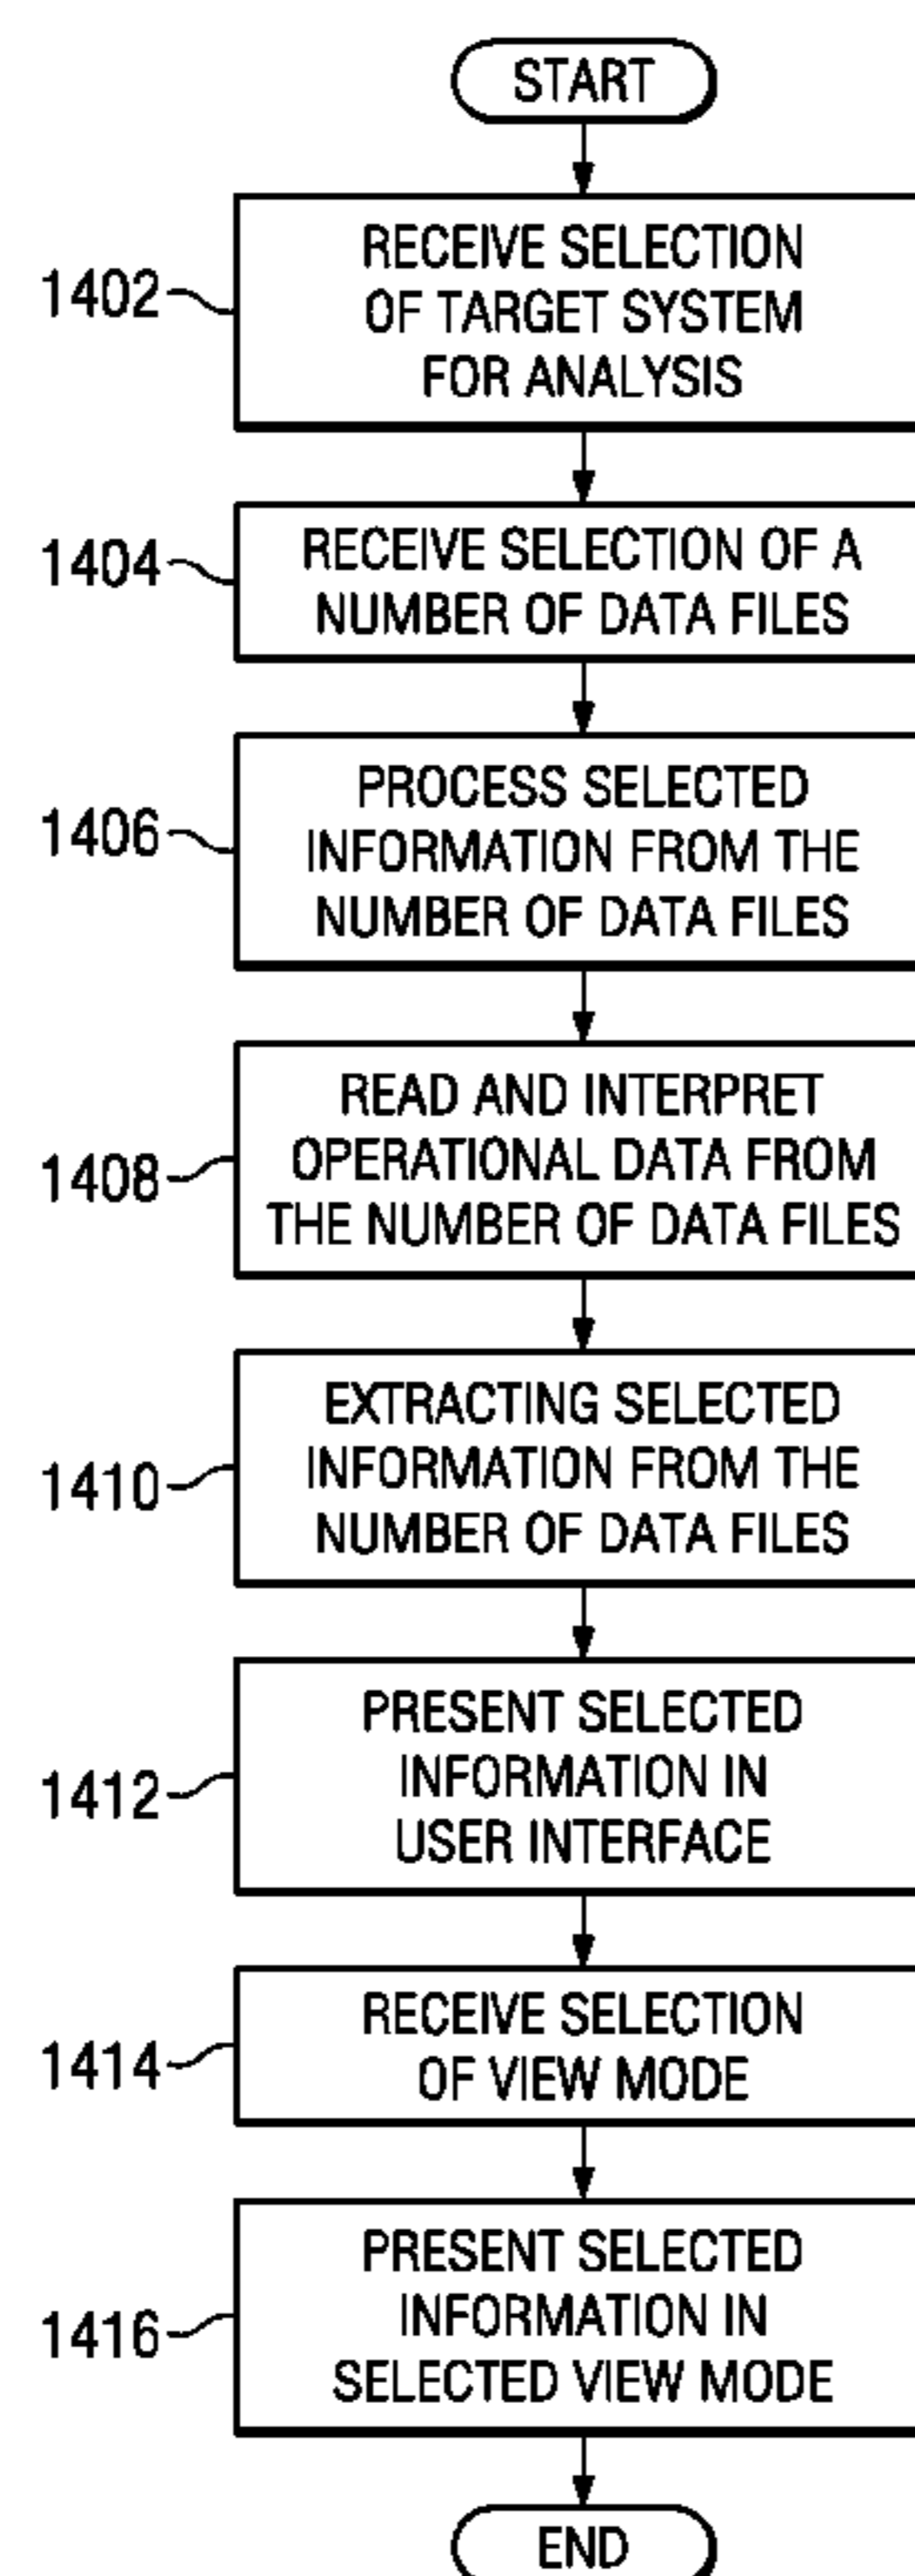 START
1402
RECEIVE SELECTION
OF TARGET SYSTEM
FOR ANALYSIS
1404
RECEIVE SELECTION OF A
NUMBER OF DATA FILES
1406
PROCESS SELECTED
INFORMATION FROM THE
NUMBER OF DATA FILES
1408
READ AND INTERPRET
OPERATIONAL DATA FROM
THE NUMBER OF DATA FILES
1410
EXTRACTING SELECTED
INFORMATION FROM THE
NUMBER OF DATA FILES
1412
PRESENT SELECTED
INFORMATION IN
USER INTERFACE
1414
RECEIVE SELECTION
OF VIEW MODE
1416
PRESENT SELECTED
INFORMATION IN
SELECTED VIEW MODE
END